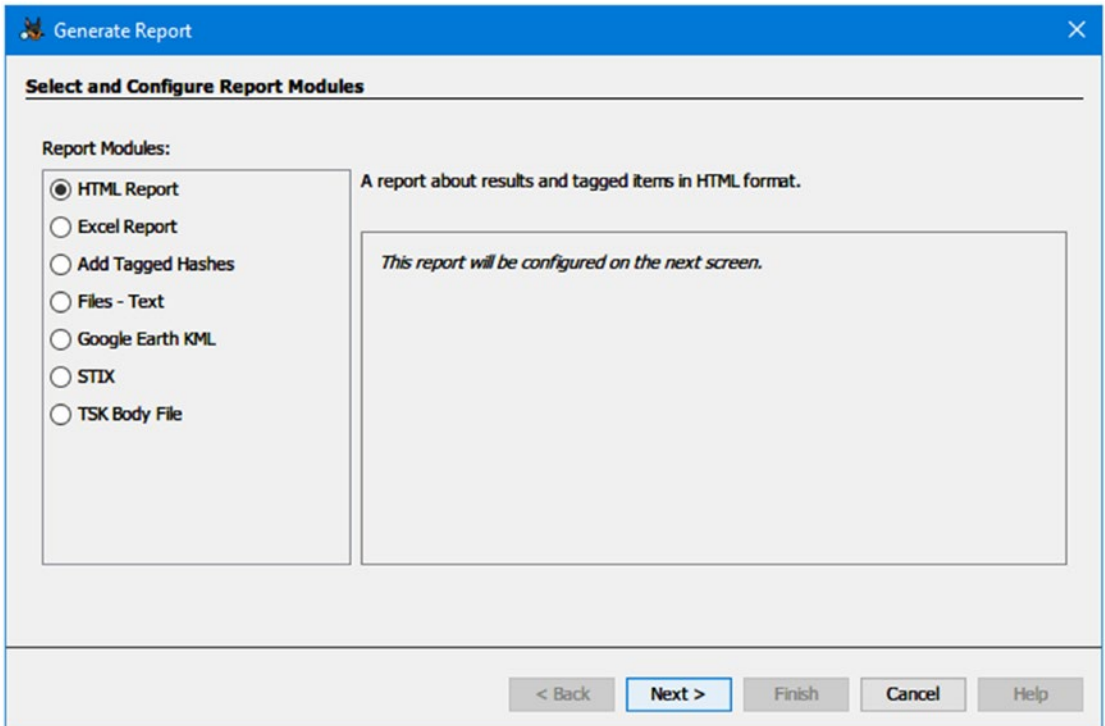 Generate Report
Select and Configure Report Modules
Report Modules:
HTML Report
A report about results and tagged items in HTML format.
Excel Report
Add Tagged Hashes
This report will be configured on the next screen.
Files - Text
Google Earth KML
STIX
TSK Body File
< Back
Next >
Finish
Cancel
Help